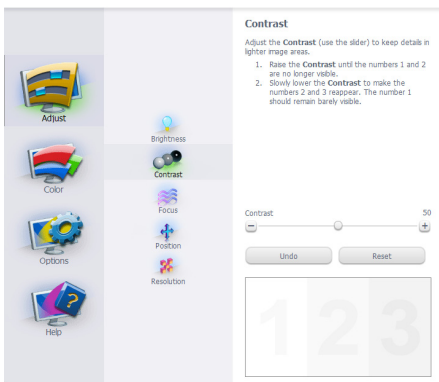 Adjust
Color
Options
Help
Brightness
Contrast
Focus
Position
Resolution
Contrast
Adjust the Contrast (use the slider) to keep details in
lighter image areas.
1. Raise the Contrast until the numbers 1 and 2
are no longer visible.
2. Slowly lower the Contrast to make the
numbers 2 and 3 reappear. The number 1
should remain barely visible.
Contrast 50
Undo Reset
1 2 3